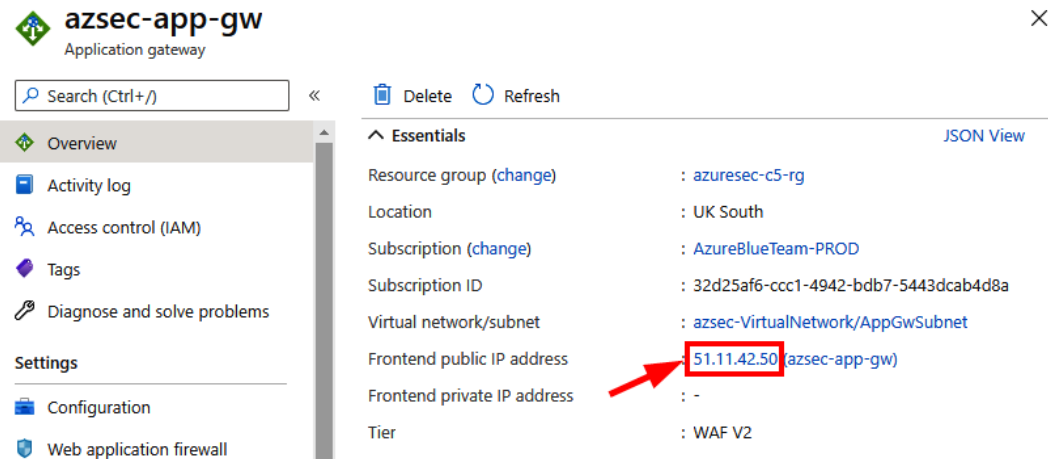 azsec-app-gw
Application gateway
Search (Ctrl+/)
Overview
Activity log
Access control (IAM)
Tags
Diagnose and solve problems
Settings
Configuration
Web application firewall
Delete Refresh
Essentials JSON View
Resource group (change) : azuresec-c5-rg
Location : UK South
Subscription (change) : AzureBlueTeam-PROD
Subscription ID : 32d25af6-ccc1-4942-bdb7-5443dcab4d8a
Virtual network/subnet : azsec-VirtualNetwork/AppGwSubnet
Frontend public IP address : 51.11.42.50 (azsec-app-gw)
Frontend private IP address : -
Tier : WAF V2